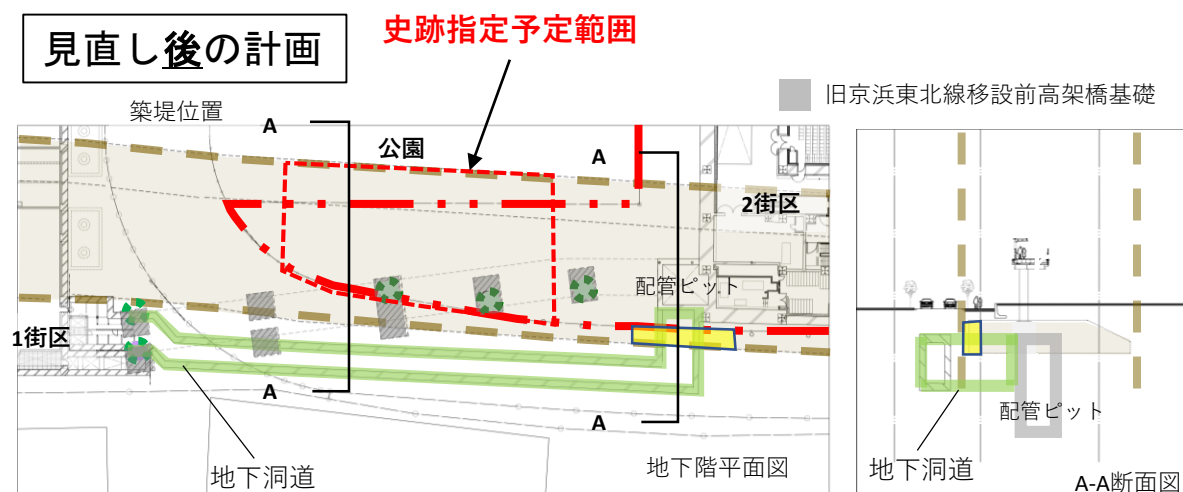 見直し後の計画
史跡指定予定範囲
旧京浜東北線移設前高架橋基礎
築堤位置
A
公園
A
2街区
配管ピット
1街区
A
A
地下洞道
地下階平面図
配管ピット
地下洞道
A-A断面図